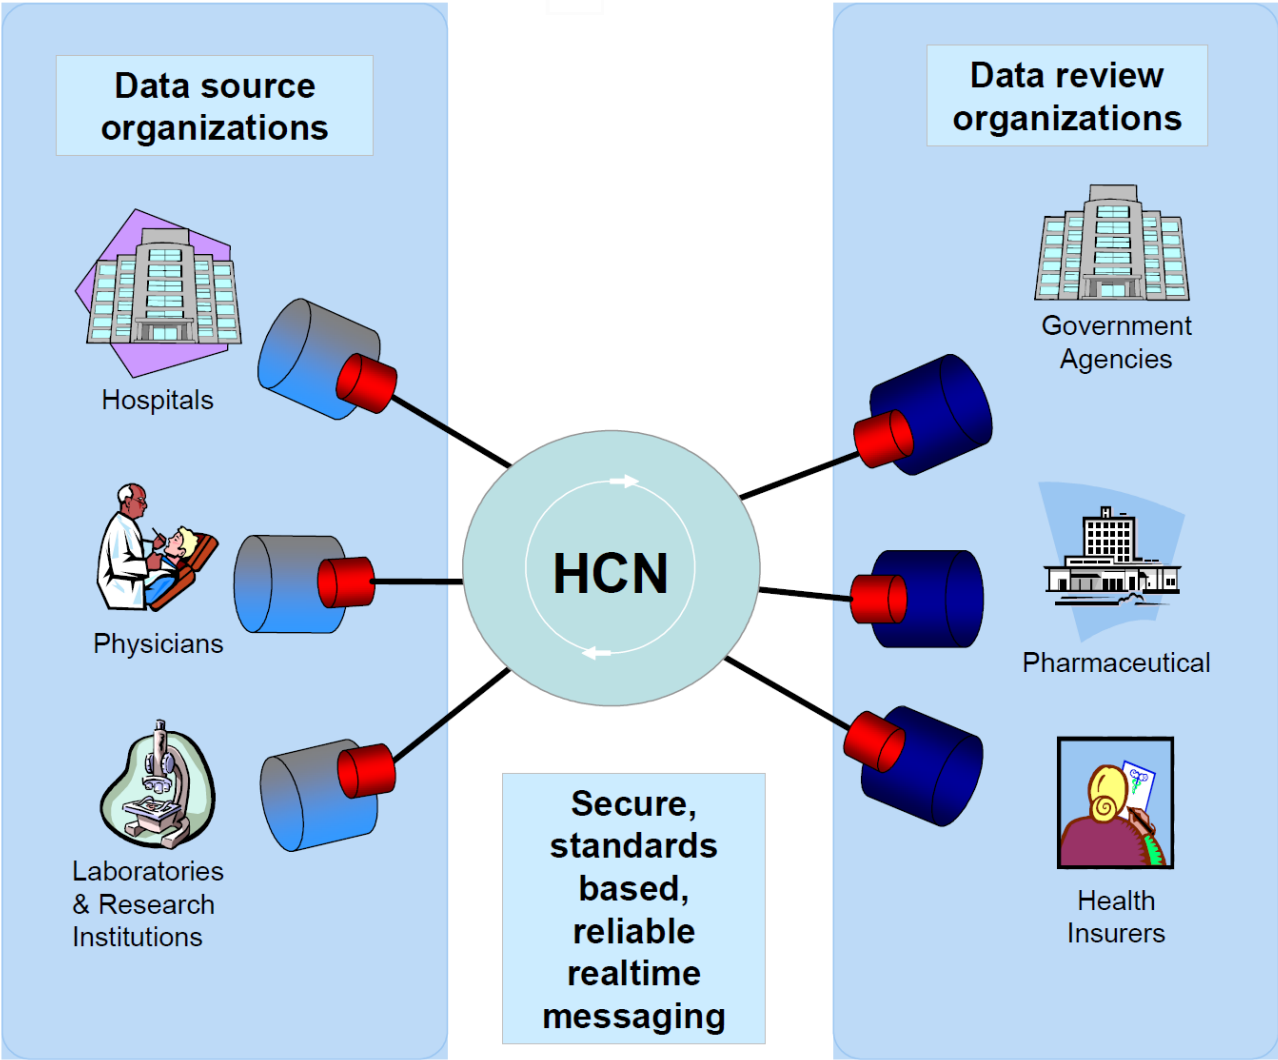 Data source
organizations
Hospitals
Physicians
Laboratories
& Research
Institutions
HCN
Secure,
standards
based,
reliable
realtime
messaging
Data review
organizations
Government
Agencies
Pharmaceutical
Health
Insurers